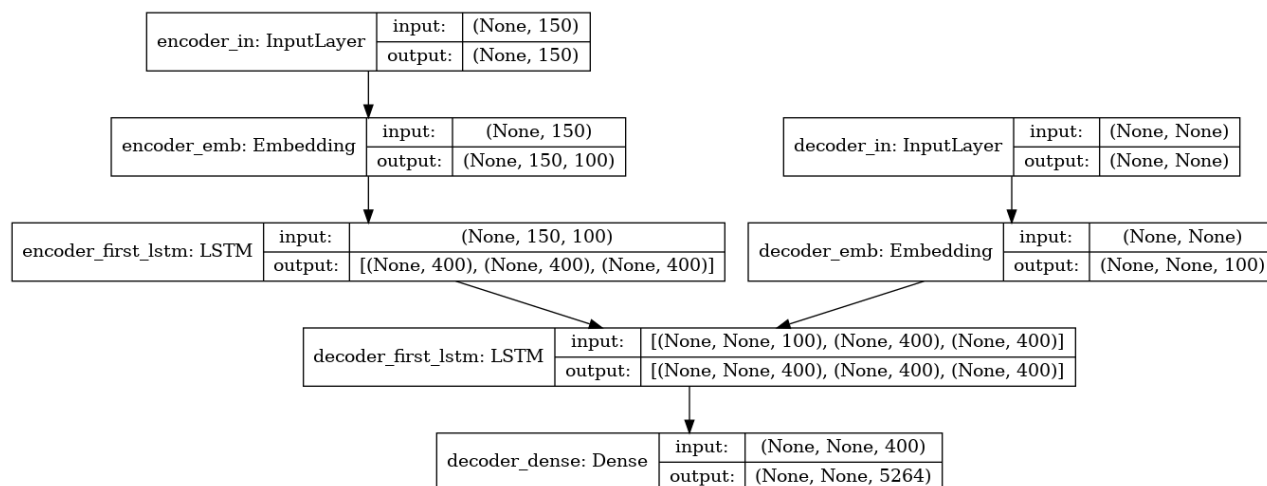 encoder_in: InputLayer
input: (None, 150)
output: (None, 150)
encoder_emb: Embedding
input: (None, 150)
output: (None, 150, 100)
decoder_in: InputLayer
input: (None, None)
output: (None, None)
encoder_first_lstm: LSTM
input: (None, 150, 100)
output: [(None, 400), (None, 400), (None, 400)]
decoder_emb: Embedding
input: (None, None)
output: (None, None, 100)
decoder_first_lstm: LSTM
input: [(None, None, 100), (None, 400), (None, 400)]
output: [(None, None, 400), (None, 400), (None, 400)]
decoder_dense: Dense
input: (None, None, 400)
output: (None, None, 5264)